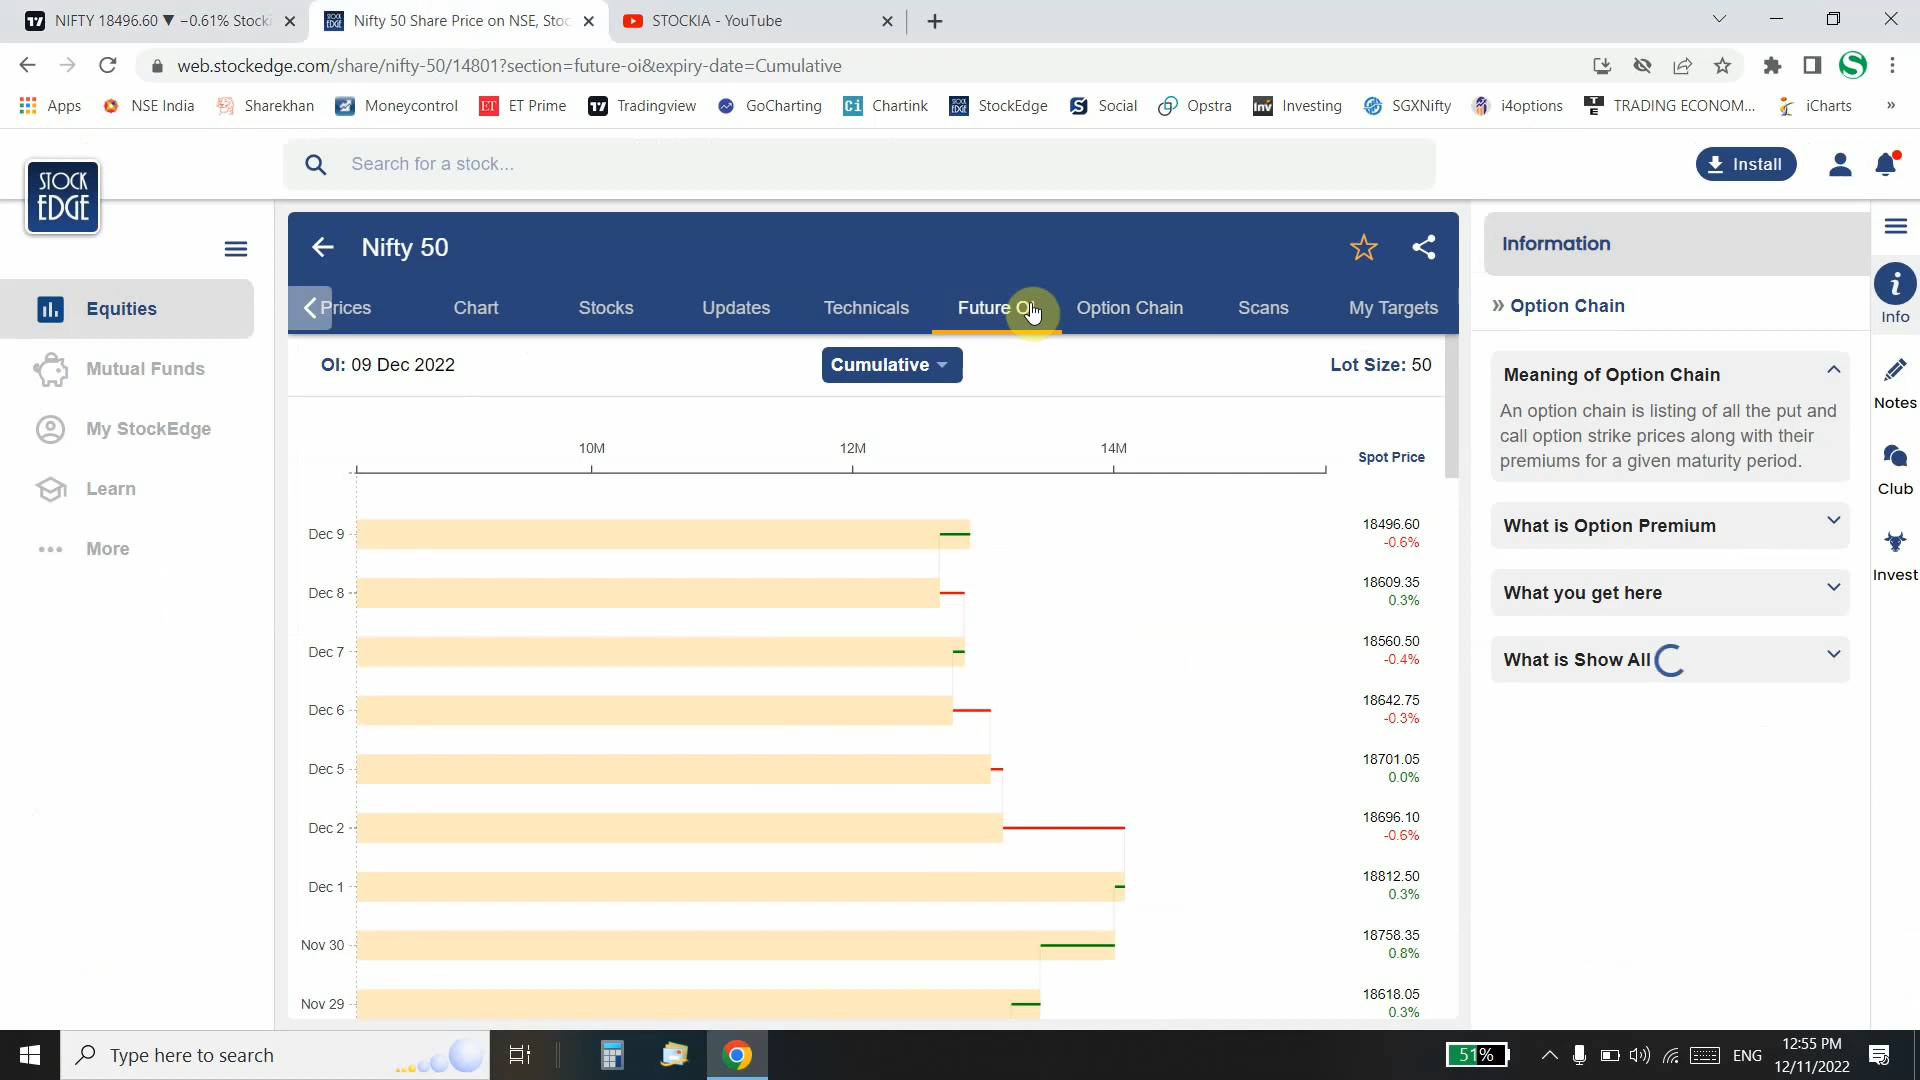 NIFTY 18496.60 ▼ −0.61% Stocki
Nifty 50 Share Price on NSE, Stoc
STOCKIA - YouTube
web.stockedge.com/share/nifty-50/14801?section=future-oi&expiry-date=Cumulative
Apps NSE India Sharekhan Moneycontrol ET ET Prime Tradingview GoCharting Ci Chartink StockEdge Social Opstra Inv Investing SGXNifty i4options TRADING ECONOM... iCharts »
STOCK EDGE
Search for a stock...
Install
Equities
Mutual Funds
My StockEdge
Learn
More
Nifty 50
Prices Chart Stocks Updates Technicals Future OI Option Chain Scans My Targets
OI: 09 Dec 2022 Cumulative Lot Size: 50
10M 12M 14M Spot Price
Dec 9 18496.60
-0.6%
Dec 8 18609.35
0.3%
Dec 7 18560.50
-0.4%
Dec 6 18642.75
-0.3%
Dec 5 18701.05
0.0%
Dec 2 18696.10
-0.6%
Dec 1 18812.50
0.3%
Nov 30 18758.35
0.8%
Nov 29 18618.05
0.3%
Information
» Option Chain
Meaning of Option Chain
An option chain is listing of all the put and
call option strike prices along with their
premiums for a given maturity period.
What is Option Premium
What you get here
What is Show All
Info
Notes
Club
Invest
Type here to search
51%
ENG
12:55 PM
12/11/2022